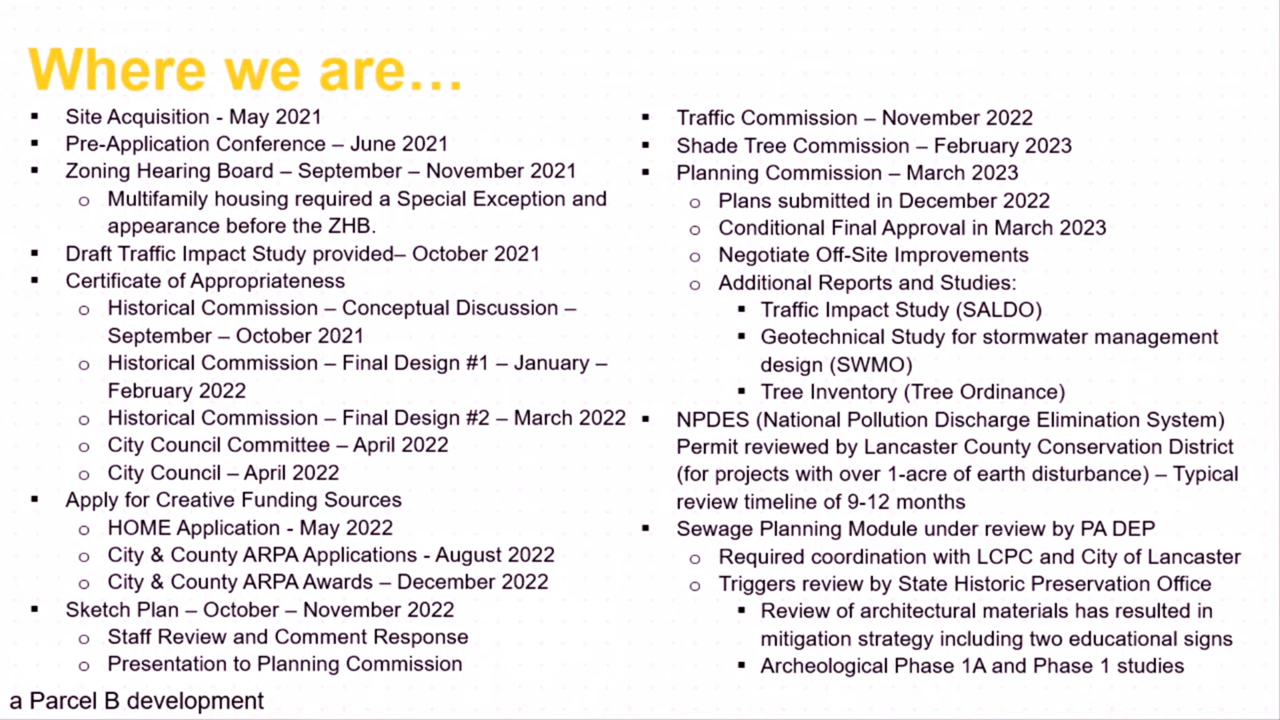 Where we are…
▪ Site Acquisition - May 2021
▪ Pre-Application Conference – June 2021
▪ Zoning Hearing Board – September – November 2021
o Multifamily housing required a Special Exception and
appearance before the ZHB.
▪ Draft Traffic Impact Study provided– October 2021
▪ Certificate of Appropriateness
o Historical Commission – Conceptual Discussion –
September – October 2021
o Historical Commission – Final Design #1 – January –
February 2022
o Historical Commission – Final Design #2 – March 2022
o City Council Committee – April 2022
o City Council – April 2022
▪ Apply for Creative Funding Sources
o HOME Application - May 2022
o City & County ARPA Applications - August 2022
o City & County ARPA Awards – December 2022
▪ Sketch Plan – October – November 2022
o Staff Review and Comment Response
o Presentation to Planning Commission
▪ Traffic Commission – November 2022
▪ Shade Tree Commission – February 2023
▪ Planning Commission – March 2023
o Plans submitted in December 2022
o Conditional Final Approval in March 2023
o Negotiate Off-Site Improvements
o Additional Reports and Studies:
▪ Traffic Impact Study (SALDO)
▪ Geotechnical Study for stormwater management
design (SWMO)
▪ Tree Inventory (Tree Ordinance)
▪ NPDES (National Pollution Discharge Elimination System)
Permit reviewed by Lancaster County Conservation District
(for projects with over 1-acre of earth disturbance) – Typical
review timeline of 9-12 months
▪ Sewage Planning Module under review by PA DEP
o Required coordination with LCPC and City of Lancaster
o Triggers review by State Historic Preservation Office
▪ Review of architectural materials has resulted in
mitigation strategy including two educational signs
▪ Archeological Phase 1A and Phase 1 studies
a Parcel B development